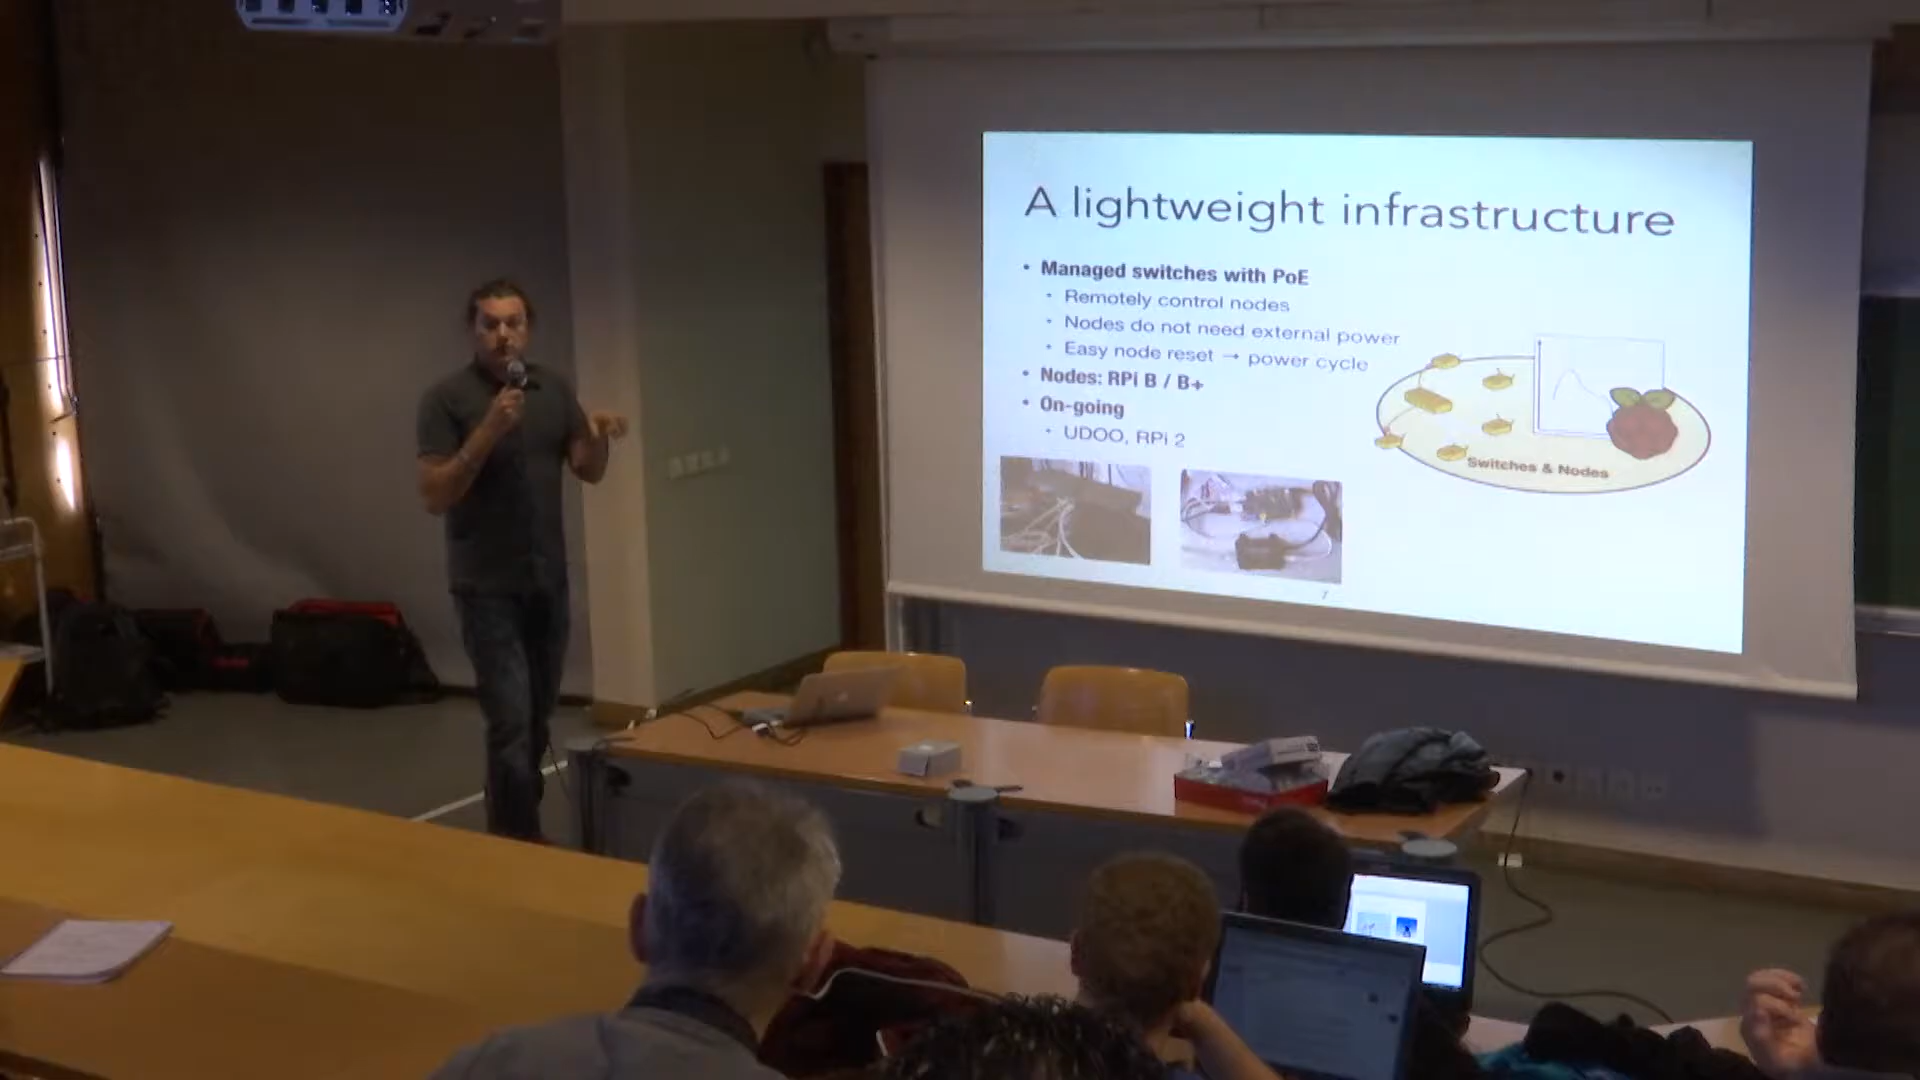 A lightweight infrastructure
• Managed switches with PoE
• Remotely control nodes
• Nodes do not need external power
• Easy node reset → power cycle
• Nodes: RPi B / B+
• On-going
• UDOO, RPi 2
Switches & Nodes
7